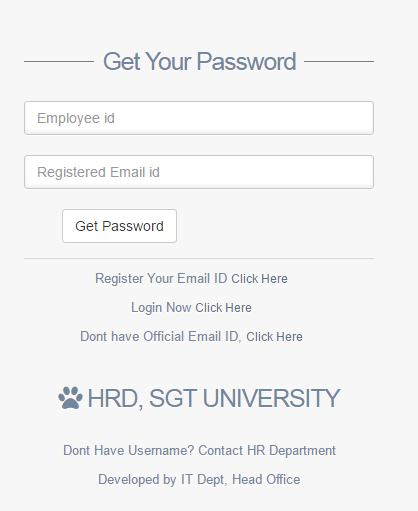 Get Your Password
Employee id
Registered Email id
Get Password
Register Your Email ID Click Here
Login Now Click Here
Dont have Official Email ID, Click Here
HRD, SGT UNIVERSITY
Dont Have Username? Contact HR Department
Developed by IT Dept, Head Office